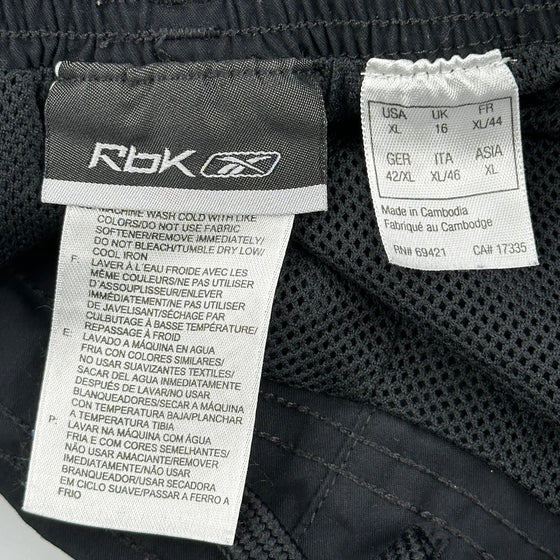 RbK
MACHINE WASH COLD WITH LIKE
COLORS/DO NOT USE FABRIC
SOFTENER/REMOVE IMMEDIATELY/
DO NOT BLEACH/TUMBLE DRY LOW/
COOL IRON
F: LAVER À L'EAU FROIDE AVEC LES
MÊME COULEURS/NE PAS UTILISER
D'ASSOUPLISSEUR/ENLEVER
IMMÉDIATEMENT/NE PAS UTILISER
DE JAVELISANT/SÉCHAGE PAR
CULBUTAGE À BASSE TEMPÉRATURE/
REPASSAGE À FROID
E: LAVADO A MÁQUINA EN AGUA
FRIA CON COLORES SIMILARES/
NO USAR SUAVIZANTES TEXTILES/
SACAR DEL AGUA INMEDIATAMENTE
DESPUÉS DE LAVAR/NO USAR
BLANQUEADORES/SECAR A MÁQUINA
CON TEMPERATURA BAJA/PLANCHAR
A TEMPERATURA TIBIA
P: LAVAR NA MÁQUINA COM ÁGUA
FRIA E COM CORES SEMELHANTES/
NÃO USAR AMACIANTE/REMOVER
IMEDIATAMENTE/NÃO USAR
BRANQUEADOR/USAR SECADORA
EM CICLO SUAVE/PASSAR A FERRO A
FRIO
USA UK FR
XL 16 XL/44
GER ITA ASIA
42/XL XL/46 XL
Made in Cambodia
Fabriqué au Cambodge
RN# 69421 CA# 17335